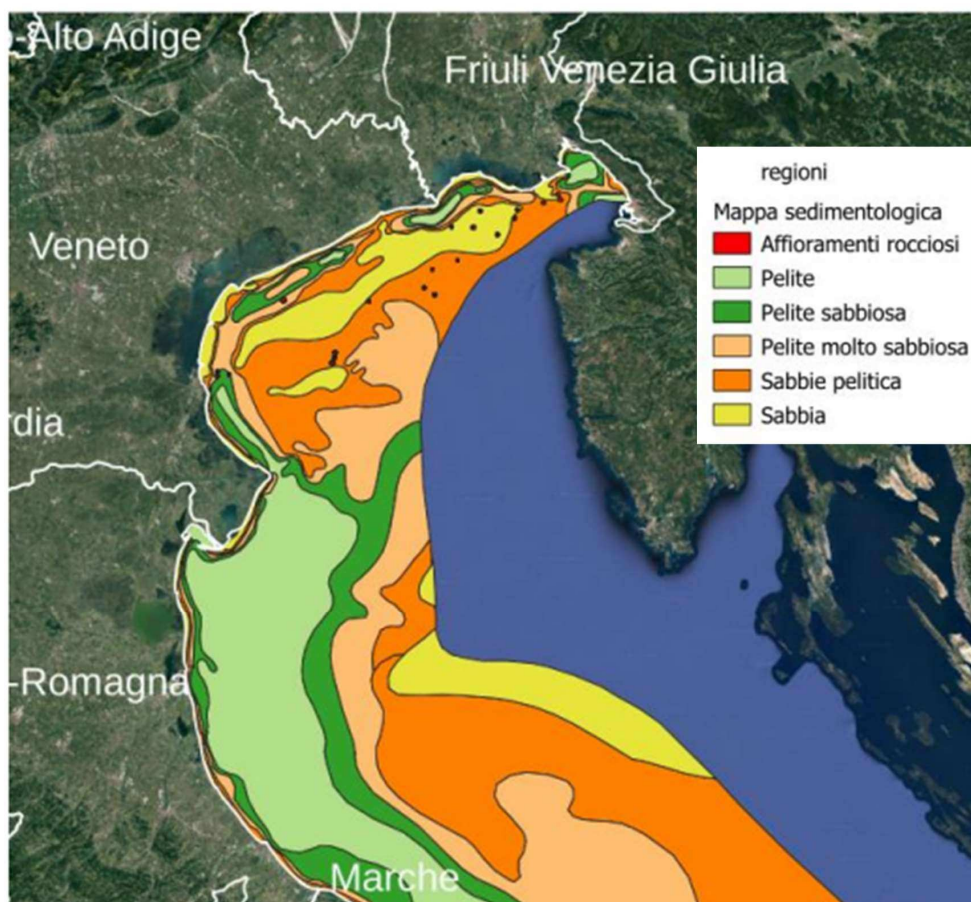 -Alto Adige
Friuli Venezia Giulia
Veneto
rdia
-Romagna
Marche
regioni
Mappa sedimentologica
Affioramenti rocciosi
Pelite
Pelite sabbiosa
Pelite molto sabbiosa
Sabbie pelitica
Sabbia